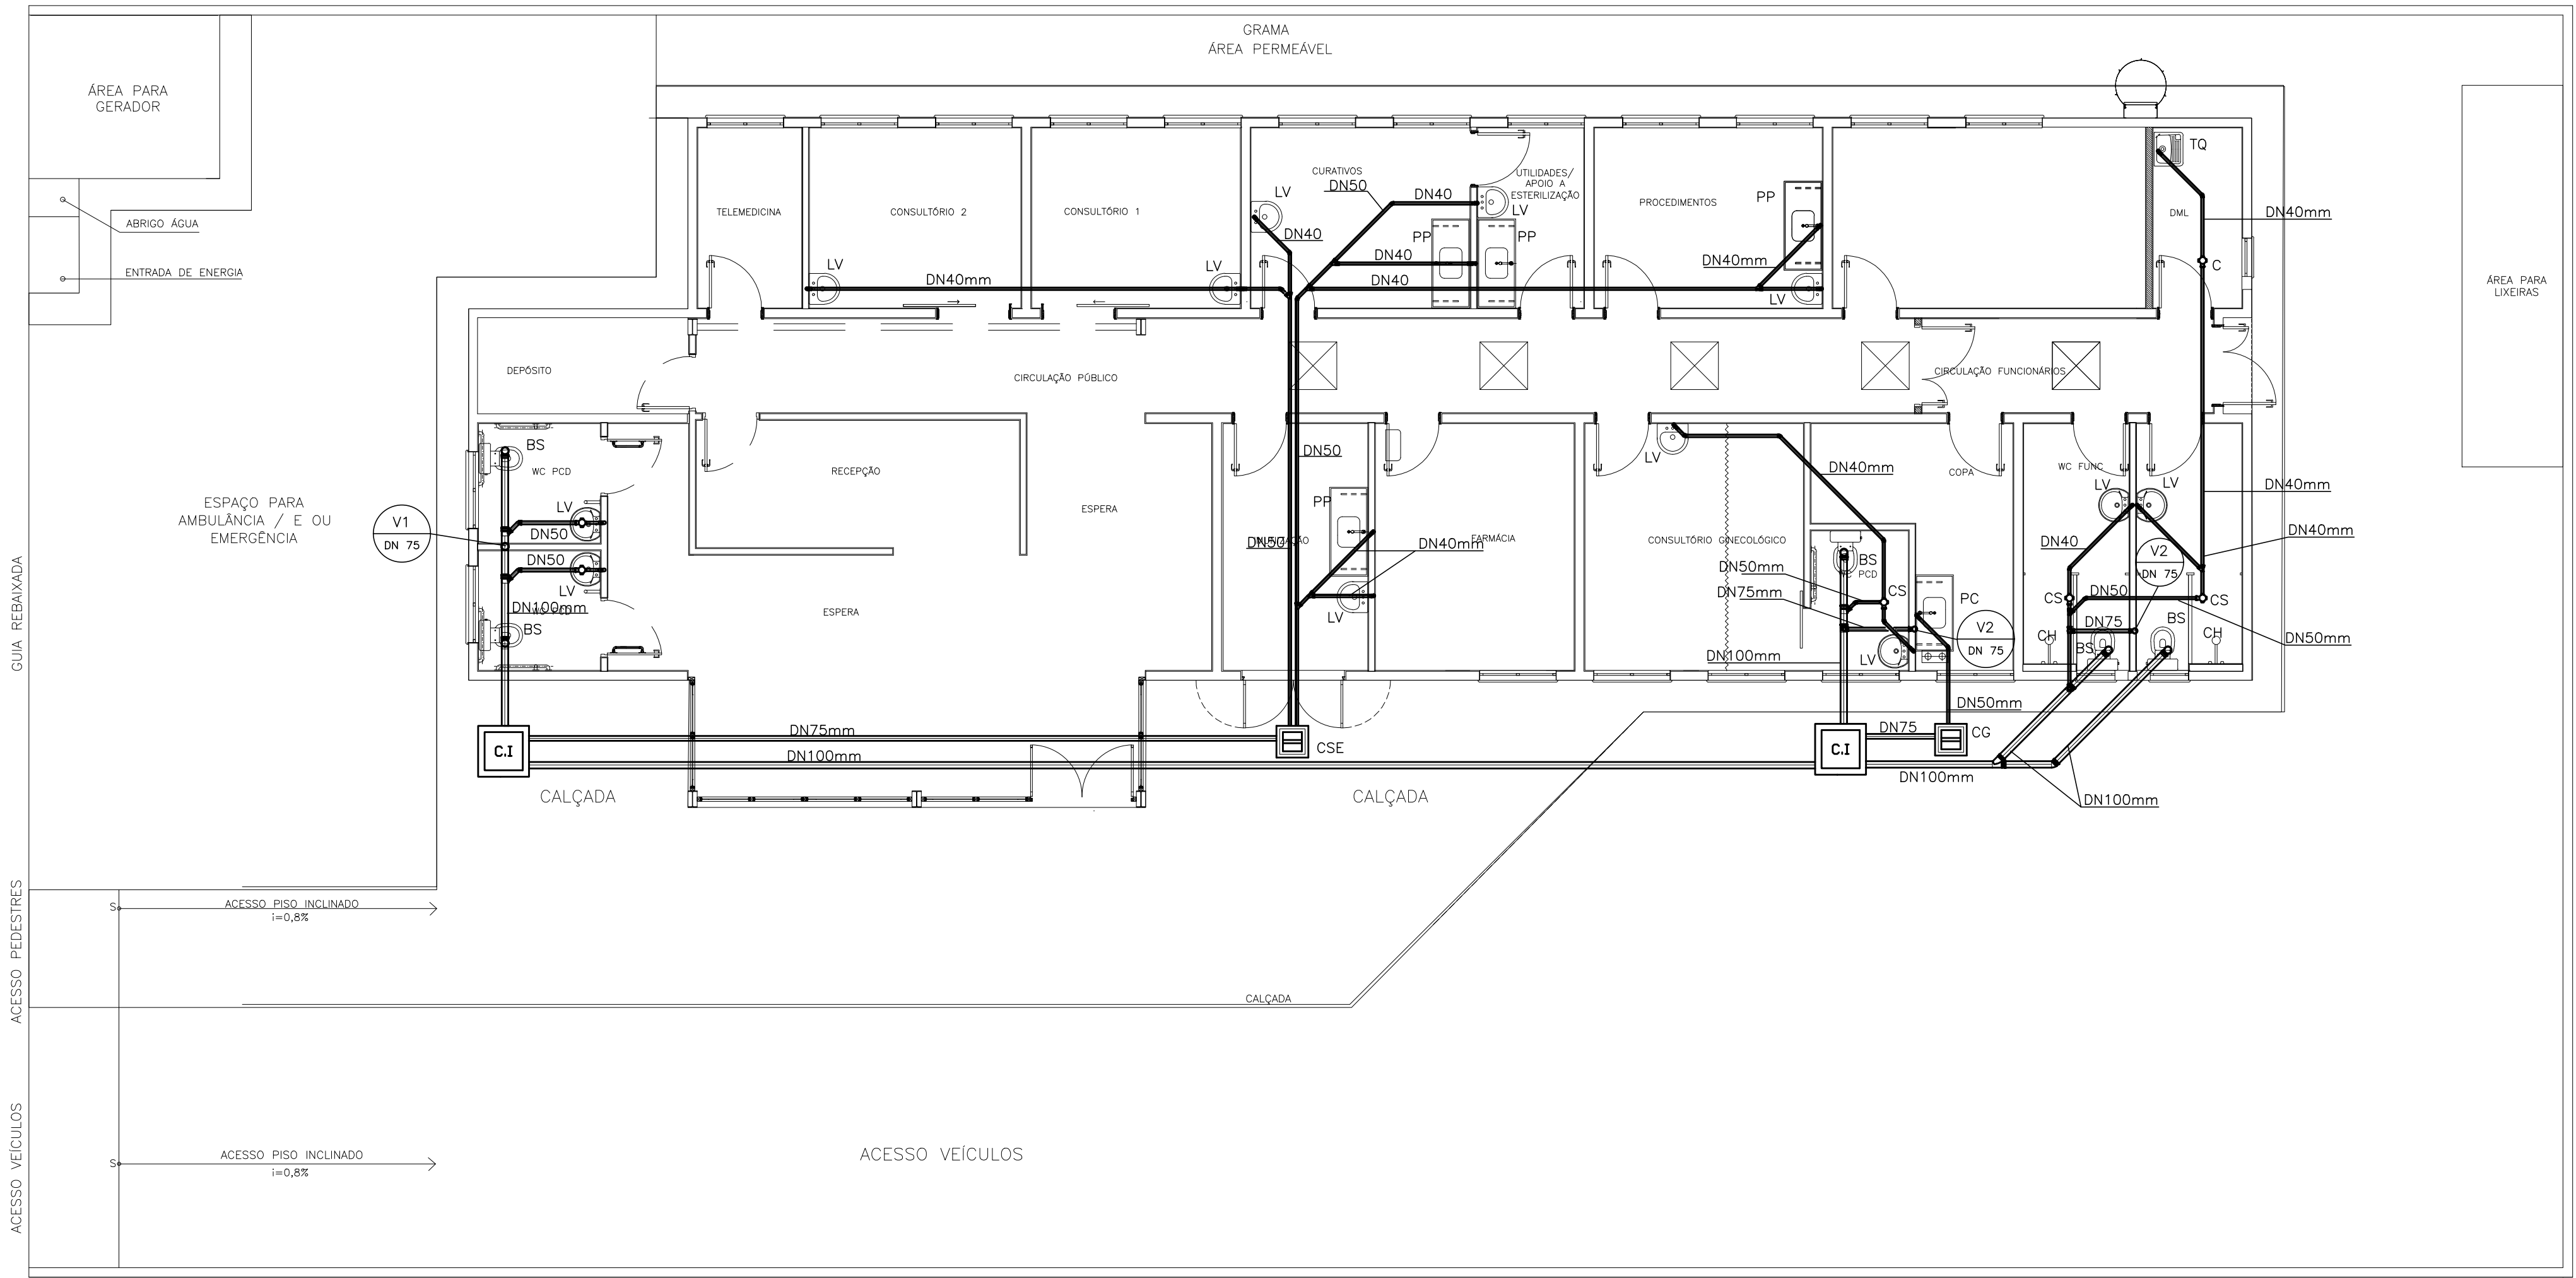 GRAMA
ÁREA PERMEÁVEL
ÁREA PARA
GERADOR
ABRIGO ÁGUA
ENTRADA DE ENERGIA
ESPAÇO PARA
AMBULÂNCIA / E OU
EMERGÊNCIA
GUIA REBAIXADA
ACESSO PEDESTRES
ACESSO VEÍCULOS
ÁREA PARA
LIXEIRAS
TELEMEDICINA
CONSULTÓRIO 2
CONSULTÓRIO 1
CURATIVOS
DN50
UTILIDADES/
APOIO A
ESTERILIZAÇÃO
PROCEDIMENTOS
DML
TQ
LV
DN40
LV
PP
PP
PP
DN40
DN40
DN40
DN40mm
LV
LV
DN40mm
LV
DN40mm
C
DEPÓSITO
CIRCULAÇÃO PÚBLICO
CIRCULAÇÃO FUNCIONÁRIOS
BS
WC PCD
LV
DN50
V1
DN 75
DN50
LV
DN100mm
WC PCD
BS
RECEPÇÃO
ESPERA
ESPERA
DN50
PP
DN50
DN40mm
LV
FARMÁCIA
LV
CONSULTÓRIO GINECOLÓGICO
DN40mm
COPA
BS
DN50mm
CS
DN75mm
LV
DN100mm
PC
V2
DN 75
DN50mm
WC FUNC
LV
LV
DN40mm
DN40mm
DN40
V2
DN 75
CS
DN50
CS
CH
DN75
BS
BS
CH
DN50mm
C.I
DN75mm
DN100mm
CSE
C.I
DN75
CG
DN100mm
DN100mm
CALÇADA
CALÇADA
CALÇADA
S
ACESSO PISO INCLINADO
i=0,8%
S
ACESSO PISO INCLINADO
i=0,8%
ACESSO VEÍCULOS